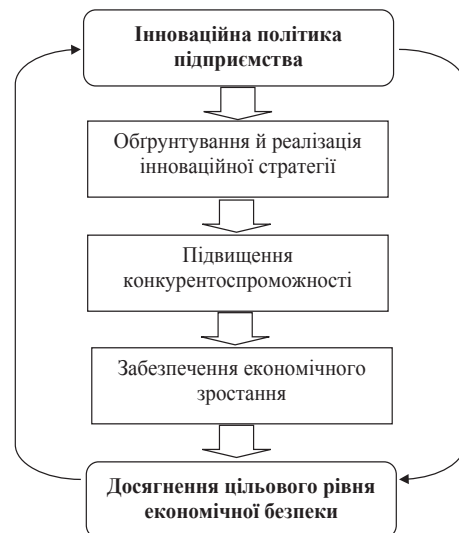 Інноваційна політика
підприємства
Обґрунтування й реалізація
інноваційної стратегії
Підвищення
конкурентоспроможності
Забезпечення економічного
зростання
Досягнення цільового рівня
економічної безпеки